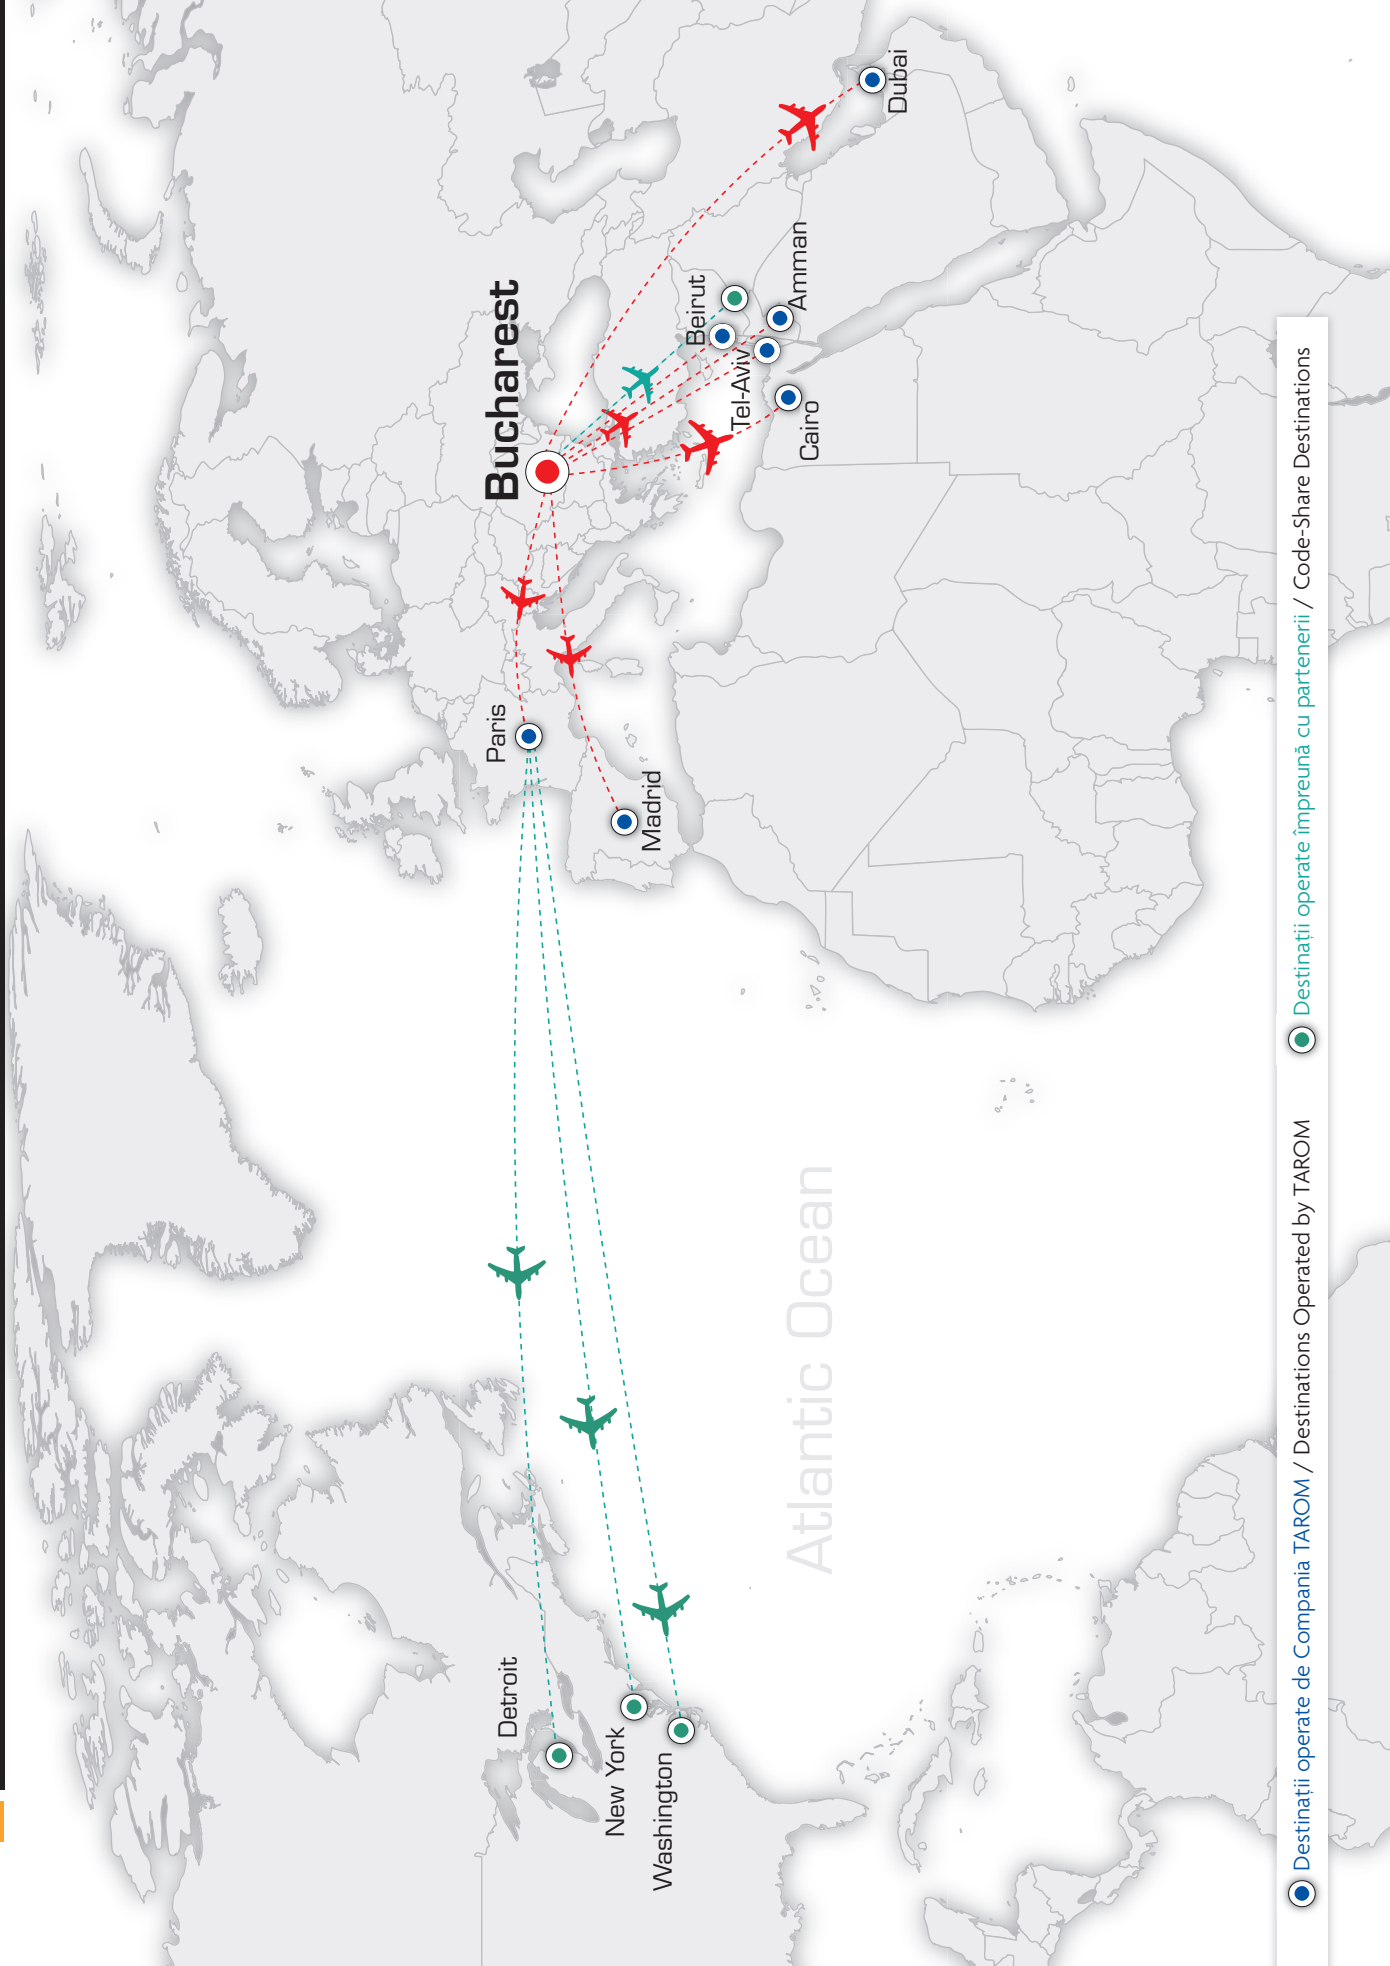 Bucharest
Dubai
Amman
Beirut
Tel-Aviv
Cairo
Paris
Madrid
Detroit
New York
Washington
Atlantic Ocean
Destinații operate de Compania TAROM / Destinations Operated by TAROM
Destinații operate împreună cu partenerii / Code-Share Destinations